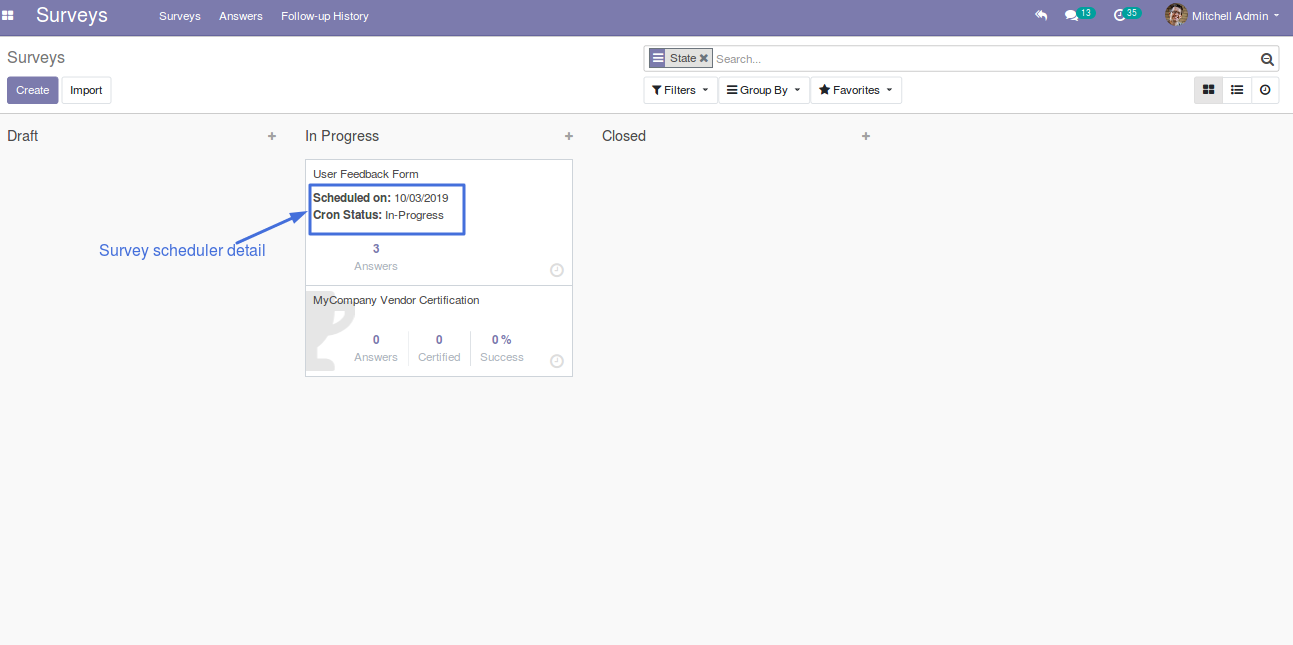 Surveys
Surveys Answers Follow-up History
13
35
Mitchell Admin
Surveys
State
Search...
Create
Import
Filters
Group By
Favorites
Draft
In Progress
Closed
User Feedback Form
Scheduled on: 10/03/2019
Cron Status: In-Progress
Survey scheduler detail
3
Answers
MyCompany Vendor Certification
0 0 0 %
Answers Certified Success